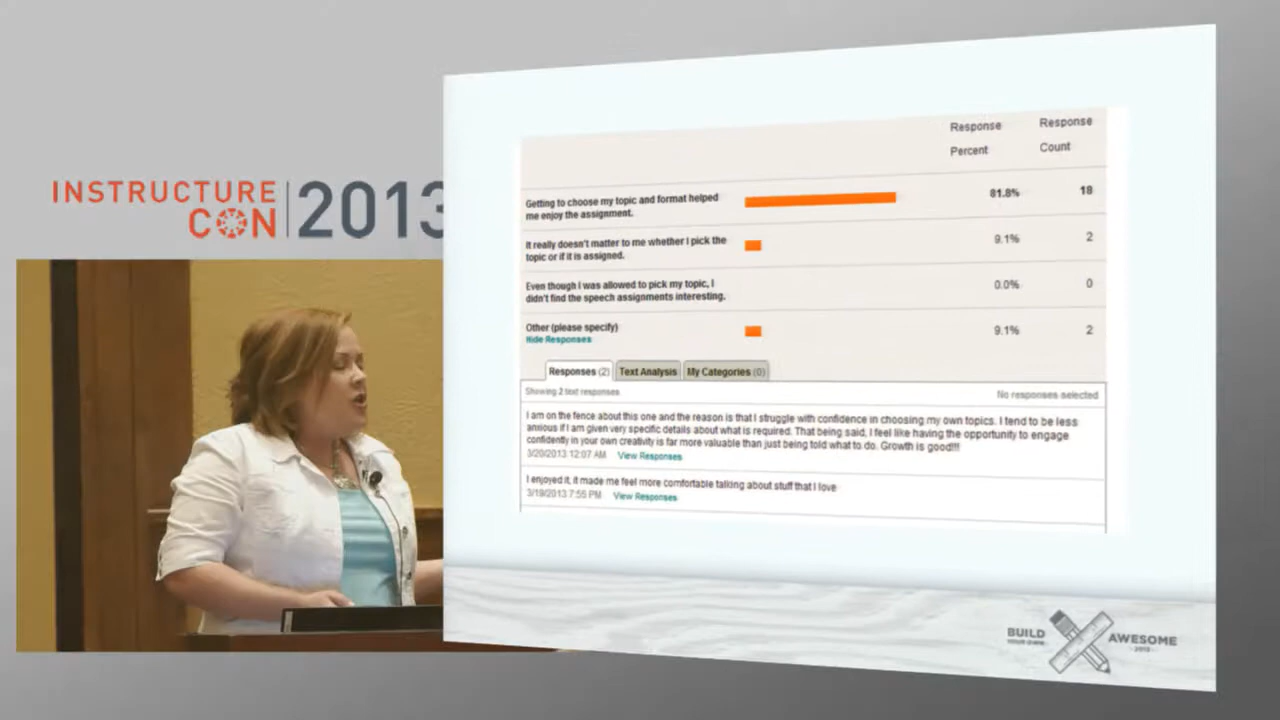 INSTRUCTURE
CON
2013
Response
Percent
Response
Count
Getting to choose my topic and format helped
me enjoy the assignment.
81.8%
18
It really doesn't matter to me whether I pick the
topic or if it is assigned.
9.1%
2
Even though I was allowed to pick my topic, I
didn't find the speech assignments interesting.
0.0%
0
Other (please specify)
9.1%
2
Hide Responses
Responses (2)
Text Analysis
My Categories (0)
Showing 2 text responses
No responses selected
I am on the fence about this one and the reason is that I struggle with confidence in choosing my own topics. I tend to be less
anxious if I am given very specific details about what is required. That being said, I feel like having the opportunity to engage
confidently in your own creativity is far more valuable than just being told what to do. Growth is good!!!
3/20/2013 12:07 AM View Responses
I enjoyed it, it made me feel more comfortable talking about stuff that I love
3/19/2013 7:55 PM View Responses
BUILD
YOUR OWN
AWESOME
2013